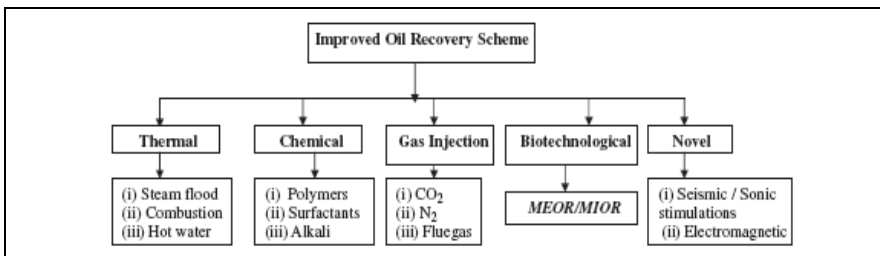 Improved Oil Recovery Scheme
Thermal
Chemical
Gas Injection
Biotechnological
Novel
(i) Steam flood
(ii) Combustion
(iii) Hot water
(i) Polymers
(ii) Surfactants
(iii) Alkali
(i) CO₂
(ii) N₂
(iii) Fluegas
MEOR/MIOR
(i) Seismic / Sonic
stimulations
(ii) Electromagnetic